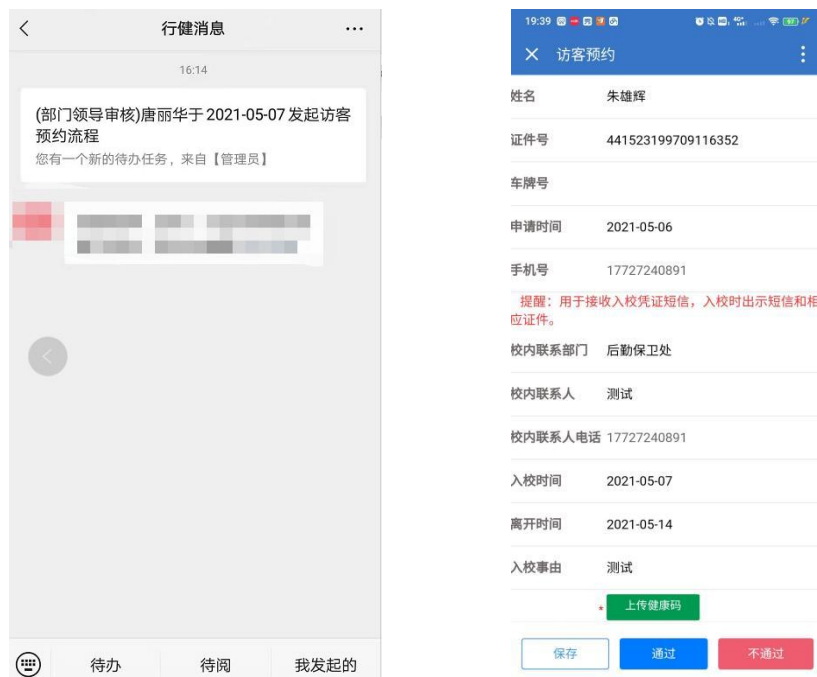 行健消息
16:14
(部门领导审核)唐丽华于 2021-05-07 发起访客
预约流程
您有一个新的待办任务，来自【管理员】
待办
待阅
我发起的
19:39
访客预约
姓名 朱雄辉
证件号 441523199709116352
车牌号
申请时间 2021-05-06
手机号 17727240891
提醒：用于接收入校凭证短信，入校时出示短信和相
应证件。
校内联系部门 后勤保卫处
校内联系人 测试
校内联系人电话 17727240891
入校时间 2021-05-07
离开时间 2021-05-14
入校事由 测试
* 上传健康码
保存 通过 不通过